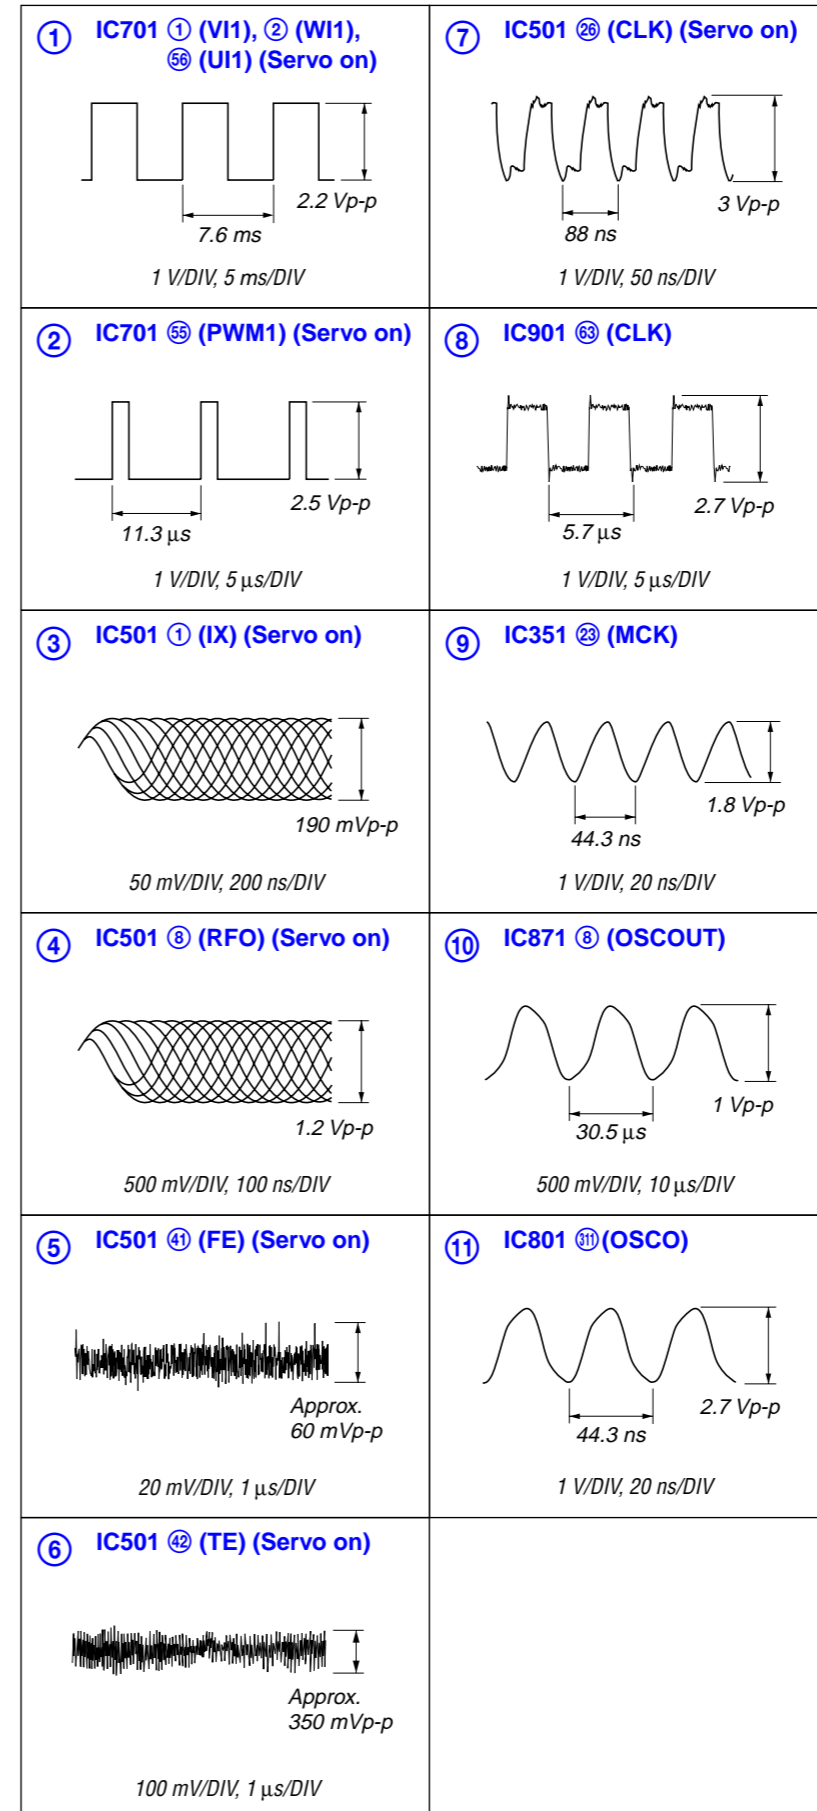 ① IC701 ① (VI1), ② (WI1),
㊻ (UI1) (Servo on)
2.2 Vp-p
7.6 ms
1 V/DIV, 5 ms/DIV
② IC701 55 (PWM1) (Servo on)
2.5 Vp-p
11.3 µs
1 V/DIV, 5 µs/DIV
③ IC501 ① (IX) (Servo on)
190 mVp-p
50 mV/DIV, 200 ns/DIV
④ IC501 ⑧ (RFO) (Servo on)
1.2 Vp-p
500 mV/DIV, 100 ns/DIV
⑤ IC501 ㊶ (FE) (Servo on)
Approx.
60 mVp-p
20 mV/DIV, 1 µs/DIV
⑥ IC501 ㊷ (TE) (Servo on)
Approx.
350 mVp-p
100 mV/DIV, 1 µs/DIV
⑦ IC501 ㉖ (CLK) (Servo on)
3 Vp-p
88 ns
1 V/DIV, 50 ns/DIV
⑧ IC901 63 (CLK)
2.7 Vp-p
5.7 µs
1 V/DIV, 5 µs/DIV
⑨ IC351 ㉓ (MCK)
1.8 Vp-p
44.3 ns
1 V/DIV, 20 ns/DIV
⑩ IC871 ⑧ (OSCOUT)
1 Vp-p
30.5 µs
500 mV/DIV, 10 µs/DIV
⑪ IC801 311 (OSCO)
2.7 Vp-p
44.3 ns
1 V/DIV, 20 ns/DIV